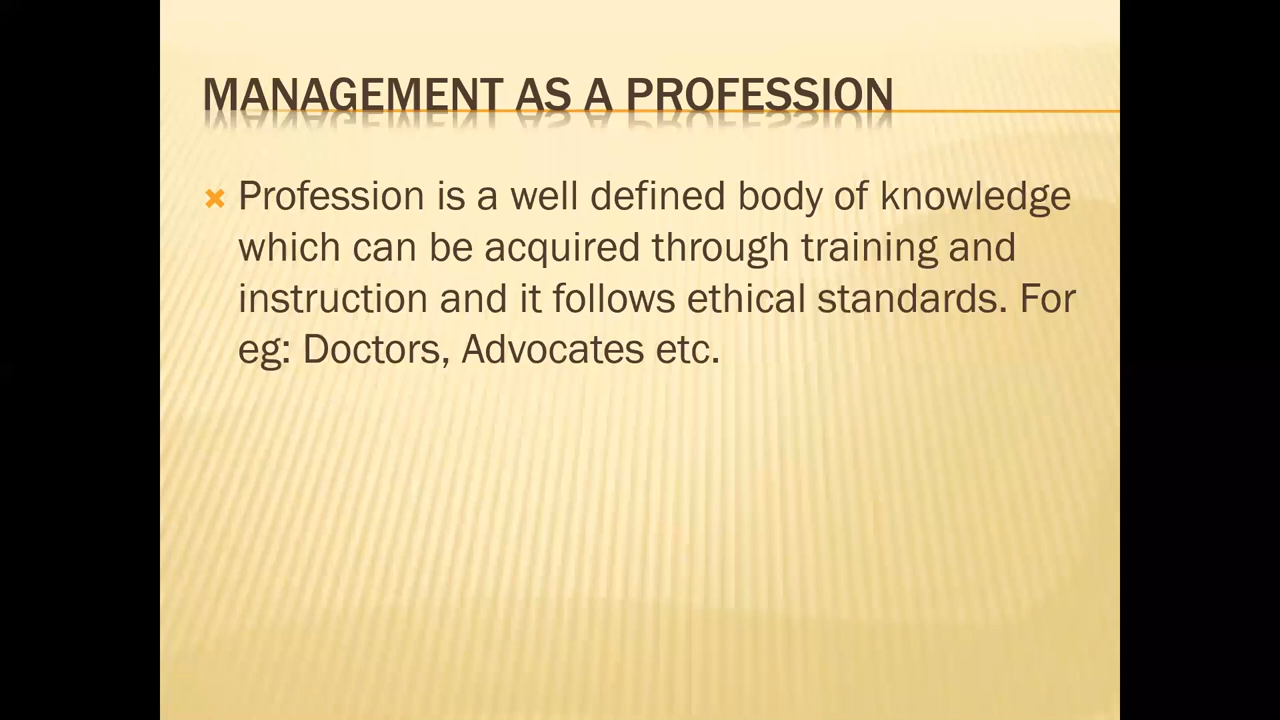 MANAGEMENT AS A PROFESSION
Profession is a well defined body of knowledge
which can be acquired through training and
instruction and it follows ethical standards. For
eg: Doctors, Advocates etc.